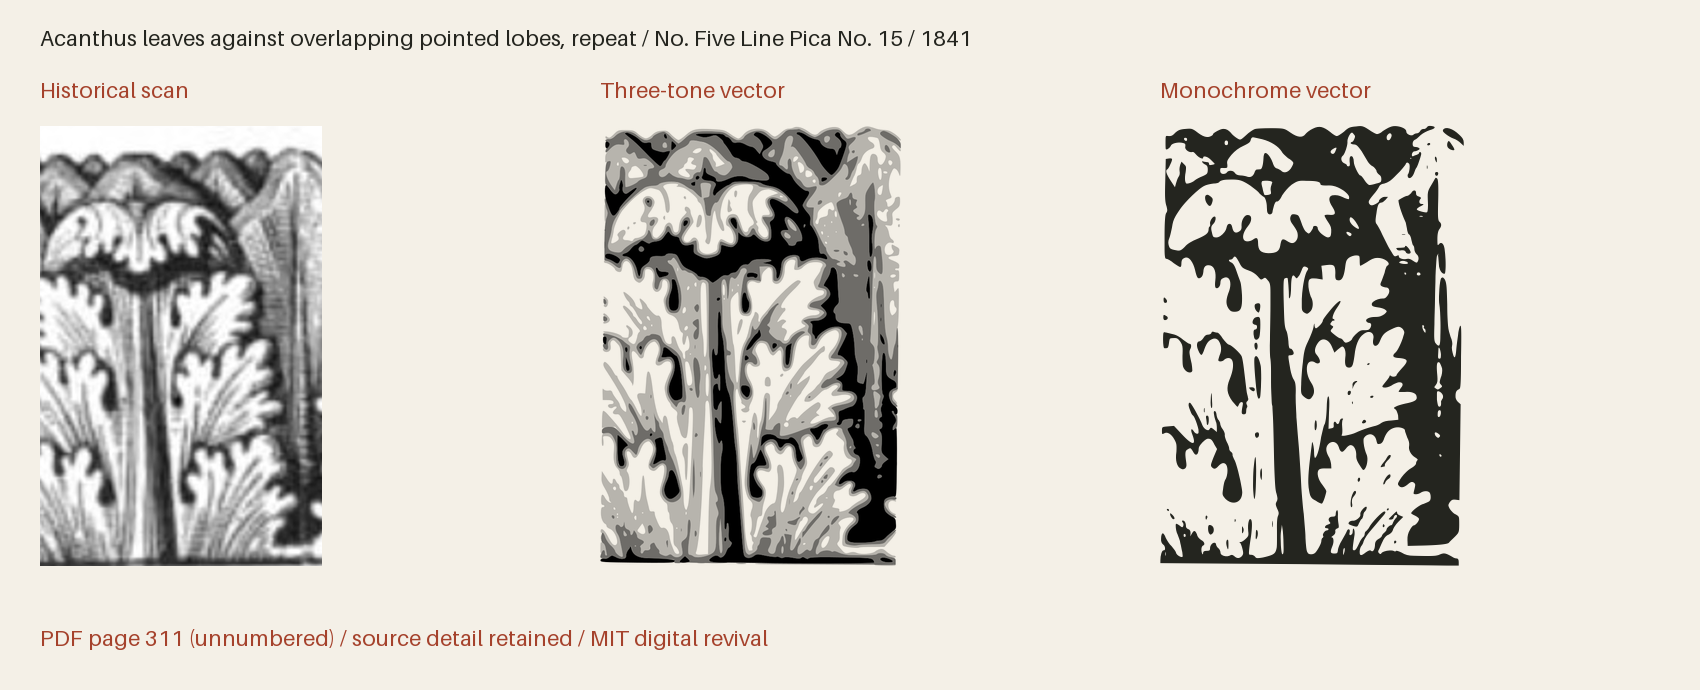 Acanthus leaves against overlapping pointed lobes, repeat / No. Five Line Pica No. 15 / 1841
Historical scan
Three-tone vector
Monochrome vector
PDF page 311 (unnumbered) / source detail retained / MIT digital revival